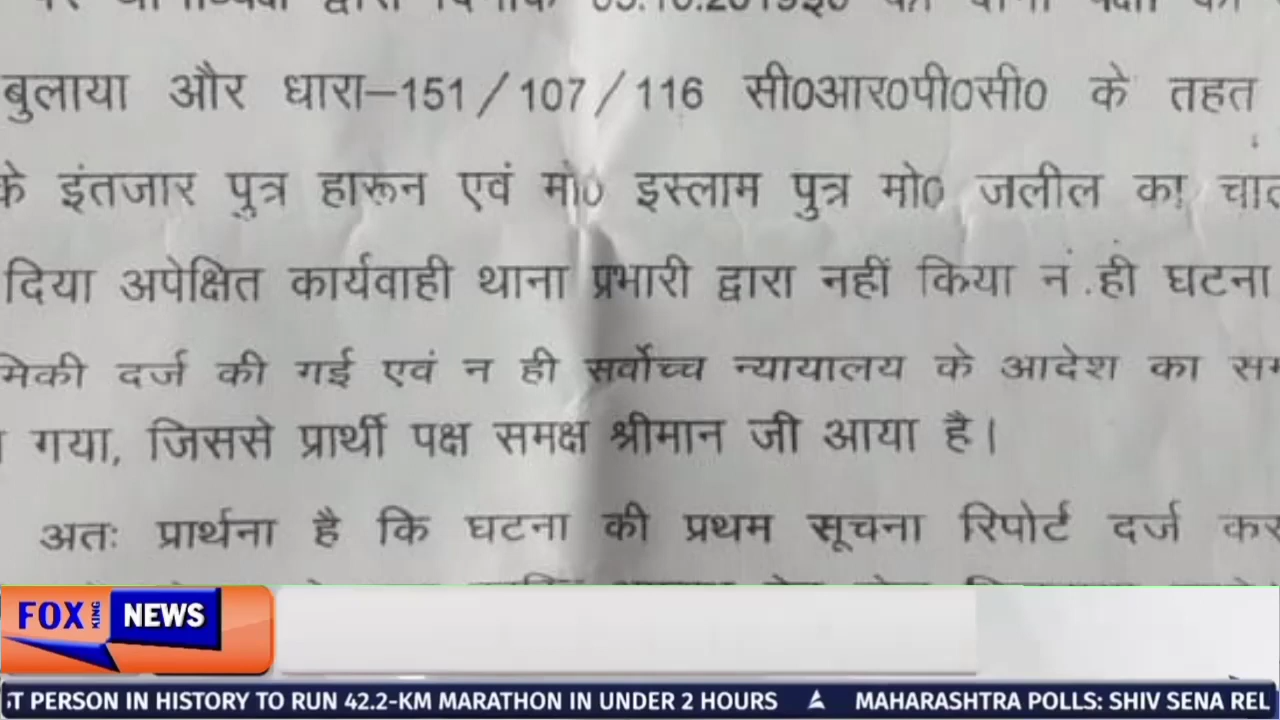 द्वारा दिनांक
बुलाया और धारा–151/107/116 सी0आर0पी0सी0 के तहत
के इंतजार पुत्र हारून एवं मो0 इस्लाम पुत्र मो0 जलील का
दिया अपेक्षित कार्यवाही थाना प्रभारी द्वारा नहीं किया नं ही घटना
दर्ज की गई एवं न ही सर्वोच्च न्यायालय के आदेश का
गया, जिससे प्रार्थी पक्ष समक्ष श्रीमान जी आया है।
अतः प्रार्थना है कि घटना की प्रथम सूचना रिपोर्ट दर्ज
FOX KING NEWS
T PERSON IN HISTORY TO RUN 42.2-KM MARATHON IN UNDER 2 HOURS MAHARASHTRA POLLS: SHIV SENA REL